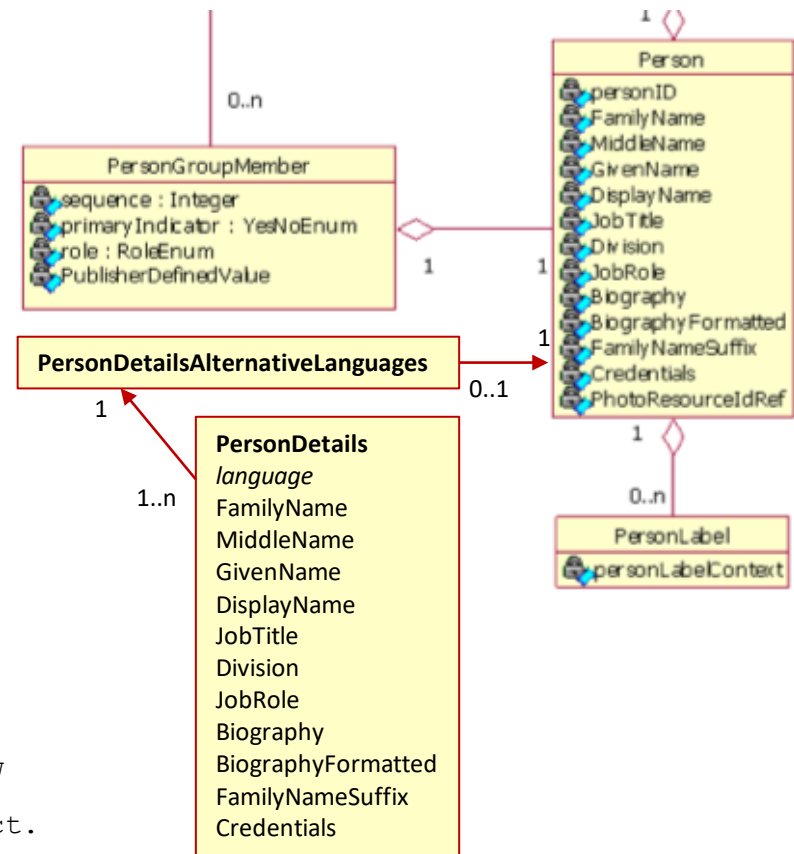 1
Person
personID
FamilyName
MiddleName
GivenName
DisplayName
JobTitle
Division
JobRole
Biography
BiographyFormatted
FamilyNameSuffix
Credentials
PhotoResourceIdRef
0..n
PersonGroupMember
sequence : Integer
primaryIndicator : YesNoEnum
role : RoleEnum
PublisherDefinedValue
1
1
PersonDetailsAlternativeLanguages
0..1
1
1
1..n
PersonDetails
language
FamilyName
MiddleName
GivenName
DisplayName
JobTitle
Division
JobRole
Biography
BiographyFormatted
FamilyNameSuffix
Credentials
1
0..n
PersonLabel
personLabelContext
ct.